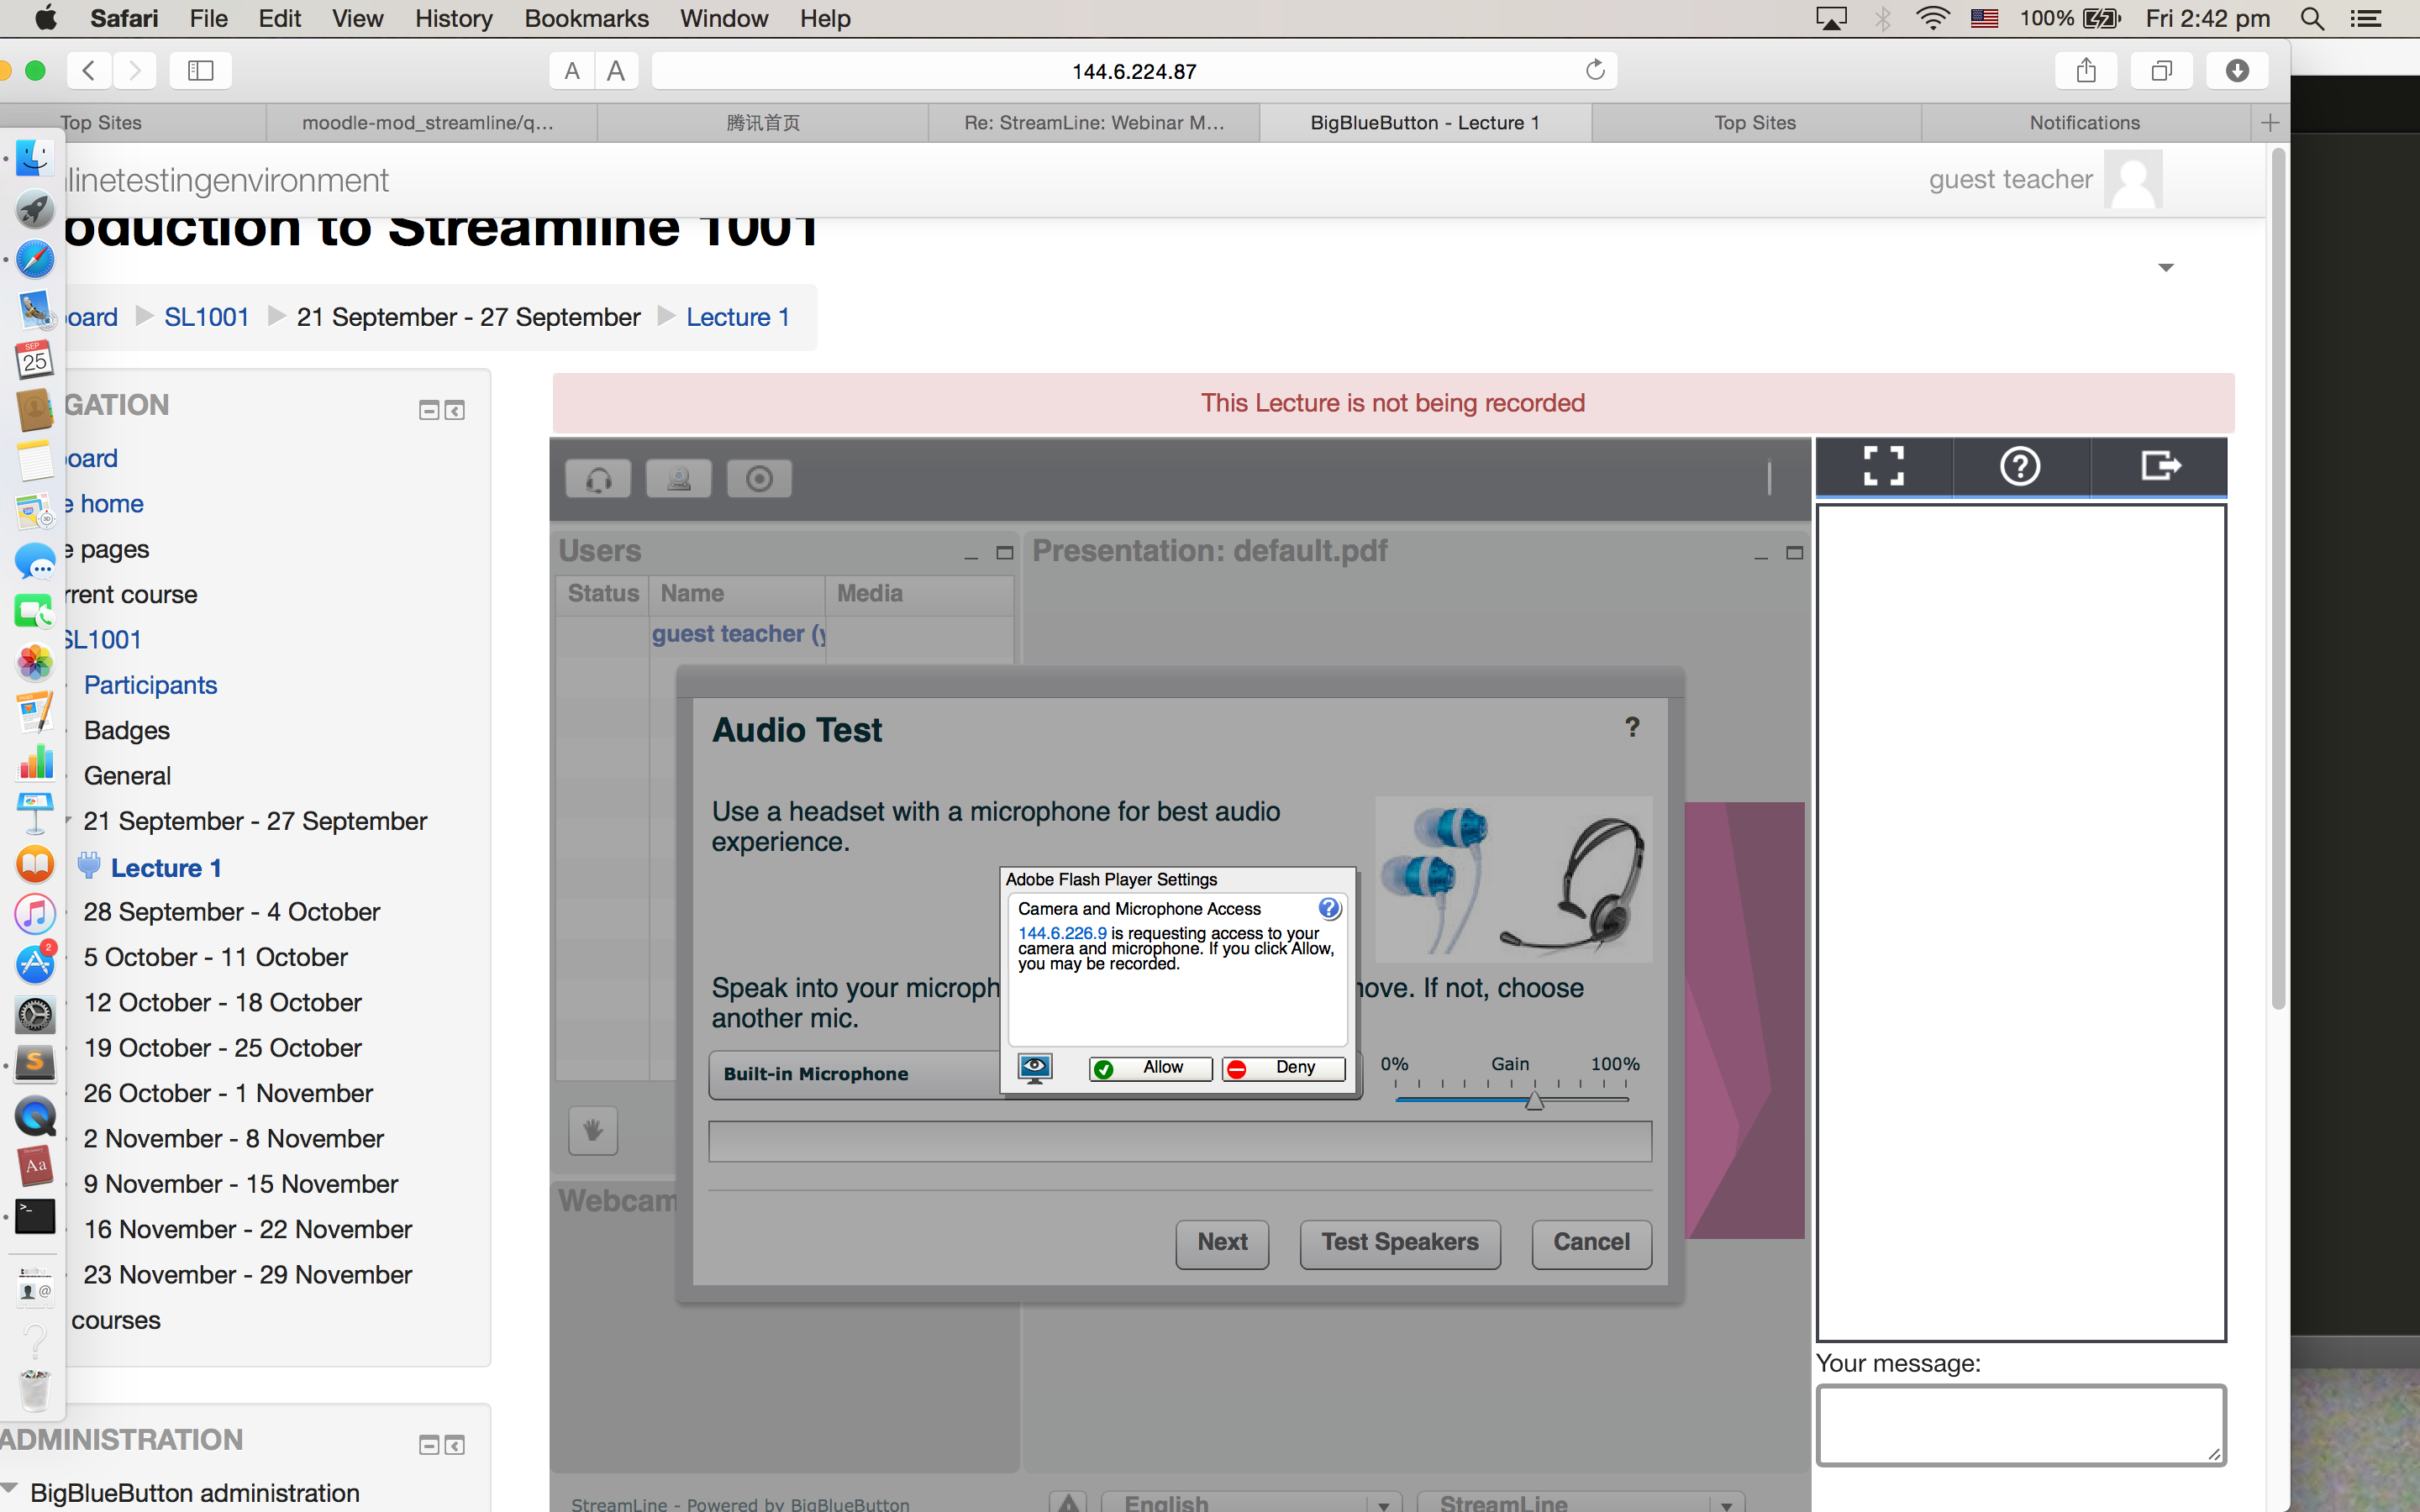 Safari File Edit View History Bookmarks Window Help 100% Fri 2:42 pm
A A 144.6.224.87
Top Sites moodle-mod_streamline/q... 腾讯首页 Re: StreamLine: Webinar M... BigBlueButton - Lecture 1 Top Sites Notifications
linetestingenvironment guest teacher
oduction to Streamline 1001
oard SL1001 21 September - 27 September Lecture 1
SEP
25
GATION
This Lecture is not being recorded
oard
e home
e pages
rrent course
SL1001
Participants
Badges
General
21 September - 27 September
Lecture 1
28 September - 4 October
2
5 October - 11 October
12 October - 18 October
19 October - 25 October
26 October - 1 November
2 November - 8 November
9 November - 15 November
16 November - 22 November
23 November - 29 November
courses
ADMINISTRATION
BigBlueButton administration
Users
Status Name Media
guest teacher (y
Presentation: default.pdf
Audio Test ?
Use a headset with a microphone for best audio
experience.
Adobe Flash Player Settings
Camera and Microphone Access
144.6.226.9 is requesting access to your
camera and microphone. If you click Allow,
you may be recorded.
Allow Deny
Speak into your microph ove. If not, choose
another mic.
Built-in Microphone
0% Gain 100%
Next Test Speakers Cancel
Webcam
StreamLine - Powered by BigBlueButton
English StreamLine
Your message: